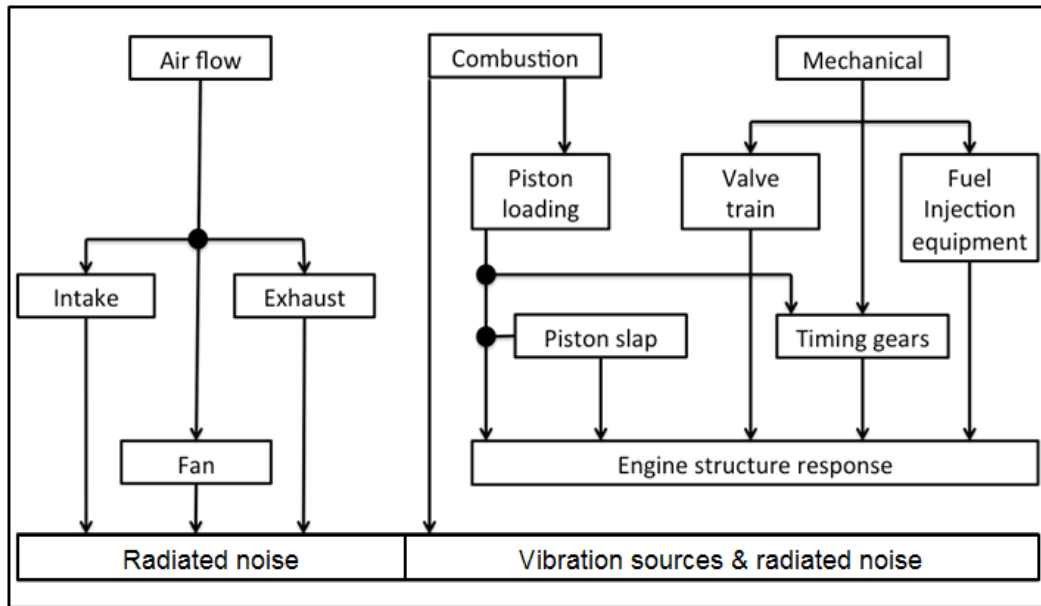 Air flow
Combustion
Mechanical
Piston
loading
Valve
train
Fuel
Injection
equipment
Intake
Exhaust
Piston slap
Timing gears
Fan
Engine structure response
Radiated noise
Vibration sources & radiated noise